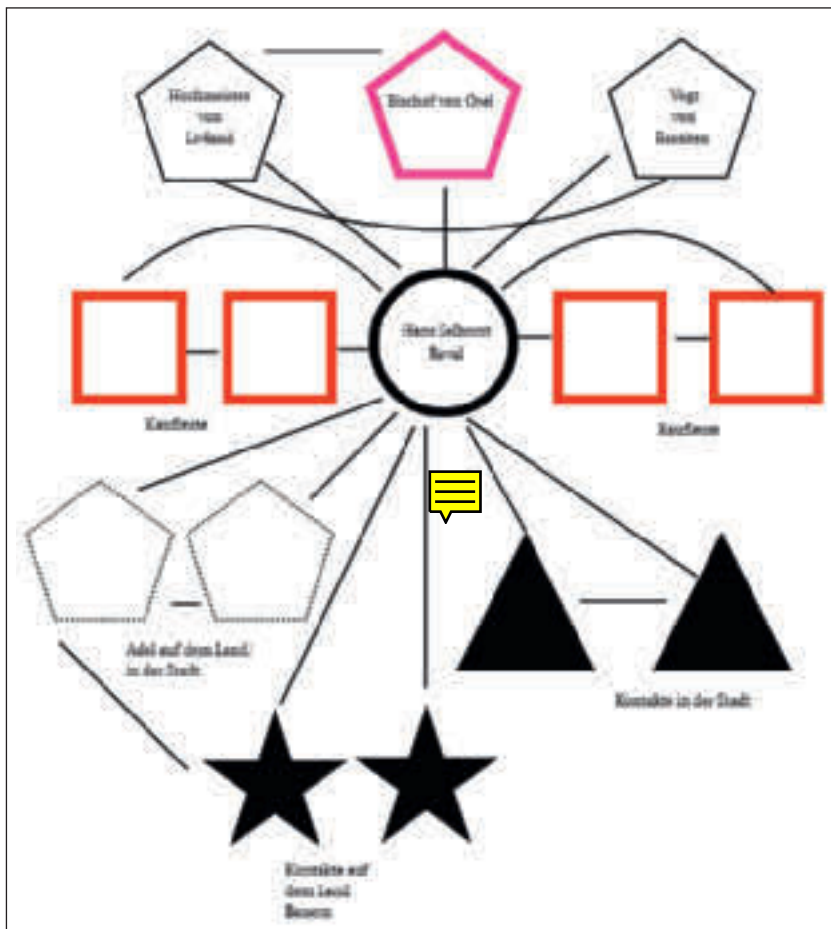 Hochmeister
von
Livland
Bischof von Ösel
Vogt
von
Hans Selhorst
Reval
Kaufleute
Kaufleute
Adel auf dem Land/
in der Stadt
Kontakte in der Stadt
Kontakte auf
dem Land
Bauern